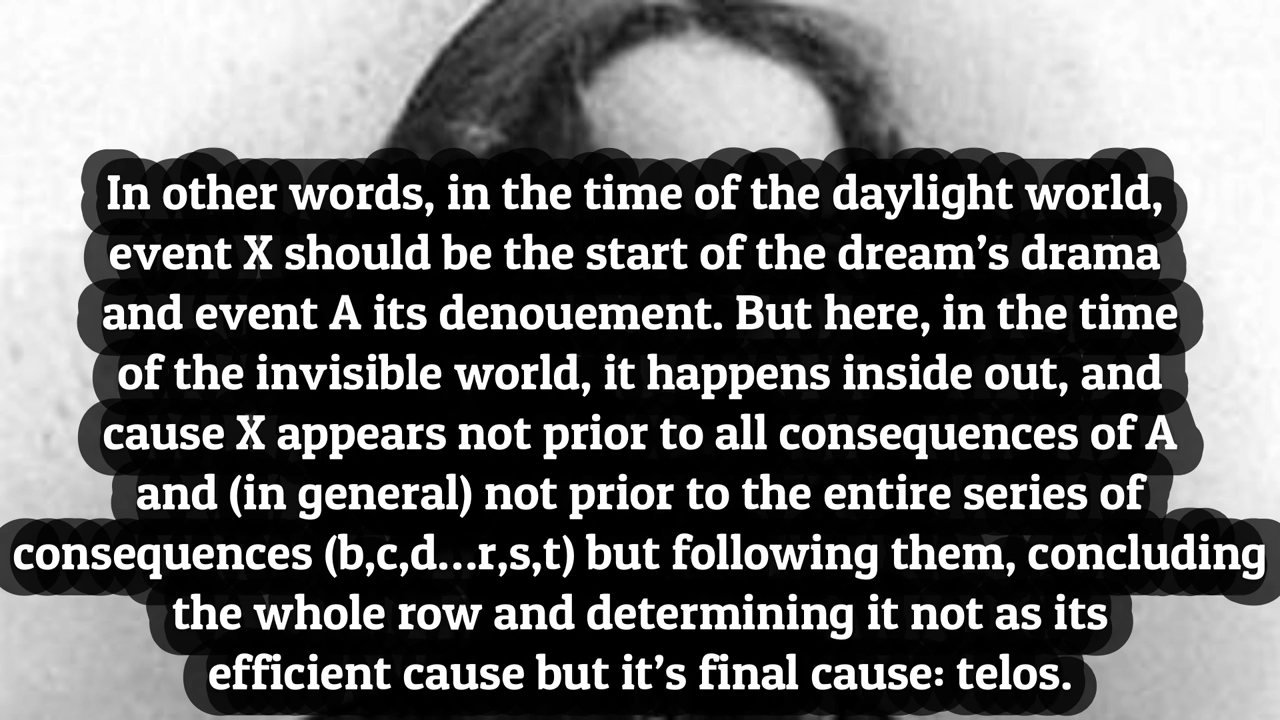 In other words, in the time of the daylight world,
event X should be the start of the dream’s drama
and event A its denouement. But here, in the time
of the invisible world, it happens inside out, and
cause X appears not prior to all consequences of A
and (in general) not prior to the entire series of
consequences (b,c,d...r,s,t) but following them, concluding
the whole row and determining it not as its
efficient cause but it’s final cause: telos.